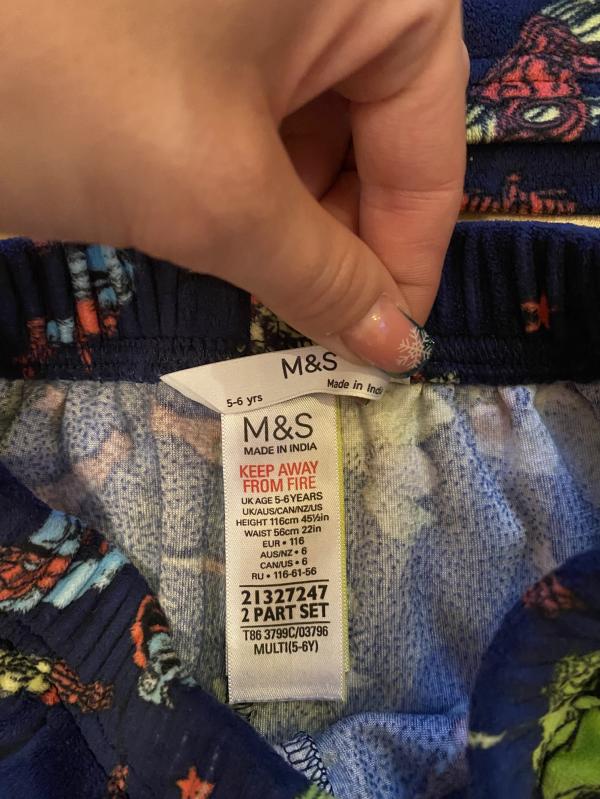 M&S
5-6 yrs
Made in India
M&S
MADE IN INDIA
KEEP AWAY
FROM FIRE
UK AGE 5-6 YEARS
UK/AUS/CAN/NZ/US
HEIGHT 116cm 45½in
WAIST 56cm 22in
EUR • 116
AUS/NZ • 6
CAN/US • 6
RU • 116-61-56
21327247
2 PART SET
T86 3799C/03796
MULTI(5-6Y)